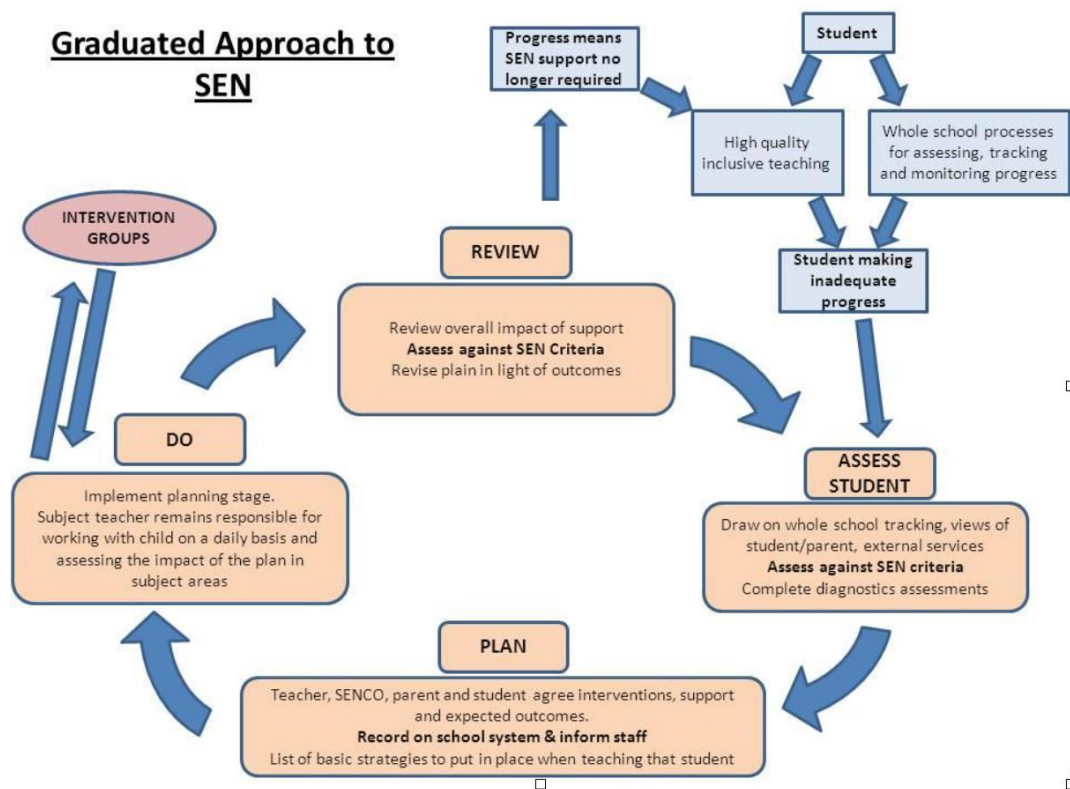 Graduated Approach to
SEN
Progress means
SEN support no
longer required
Student
High quality
inclusive teaching
Whole school processes
for assessing, tracking
and monitoring progress
Student making
inadequate
progress
INTERVENTION
GROUPS
REVIEW
Review overall impact of support
Assess against SEN Criteria
Revise plain in light of outcomes
DO
Implement planning stage.
Subject teacher remains responsible for
working with child on a daily basis and
assessing the impact of the plan in
subject areas
ASSESS
STUDENT
Draw on whole school tracking, views of
student/parent, external services
Assess against SEN criteria
Complete diagnostics assessments
PLAN
Teacher, SENCO, parent and student agree interventions, support
and expected outcomes.
Record on school system & inform staff
List of basic strategies to put in place when teaching that student